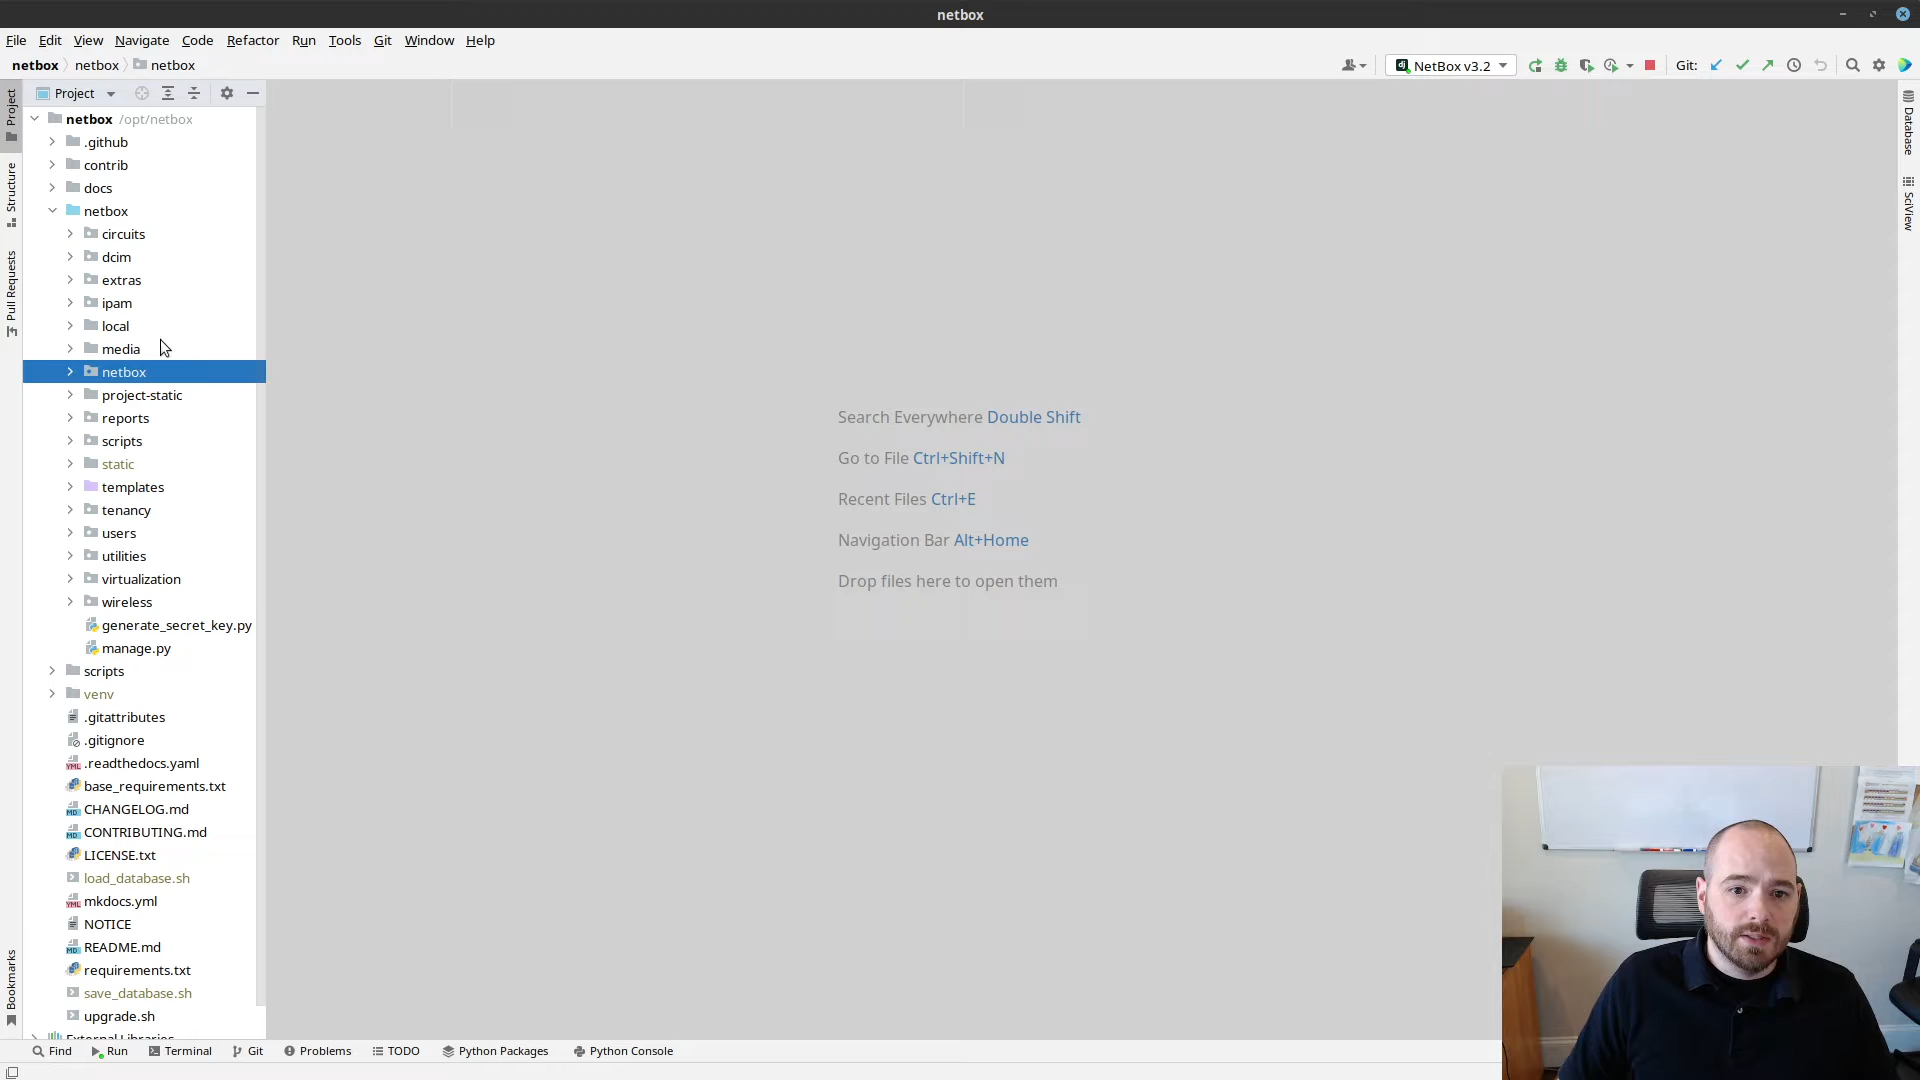 netbox
File Edit View Navigate Code Refactor Run Tools Git Window Help
netbox netbox netbox
NetBox v3.2
Git:
Project
Project
Structure
Pull Requests
Bookmarks
netbox /opt/netbox
.github
contrib
docs
netbox
circuits
dcim
extras
ipam
local
media
netbox
project-static
reports
scripts
static
templates
tenancy
users
utilities
virtualization
wireless
generate_secret_key.py
manage.py
scripts
venv
.gitattributes
.gitignore
.readthedocs.yaml
base_requirements.txt
CHANGELOG.md
CONTRIBUTING.md
LICENSE.txt
load_database.sh
mkdocs.yml
NOTICE
README.md
requirements.txt
save_database.sh
upgrade.sh
External Libraries
Search Everywhere Double Shift
Go to File Ctrl+Shift+N
Recent Files Ctrl+E
Navigation Bar Alt+Home
Drop files here to open them
Database
SciView
Find Run Terminal Git Problems TODO Python Packages Python Console